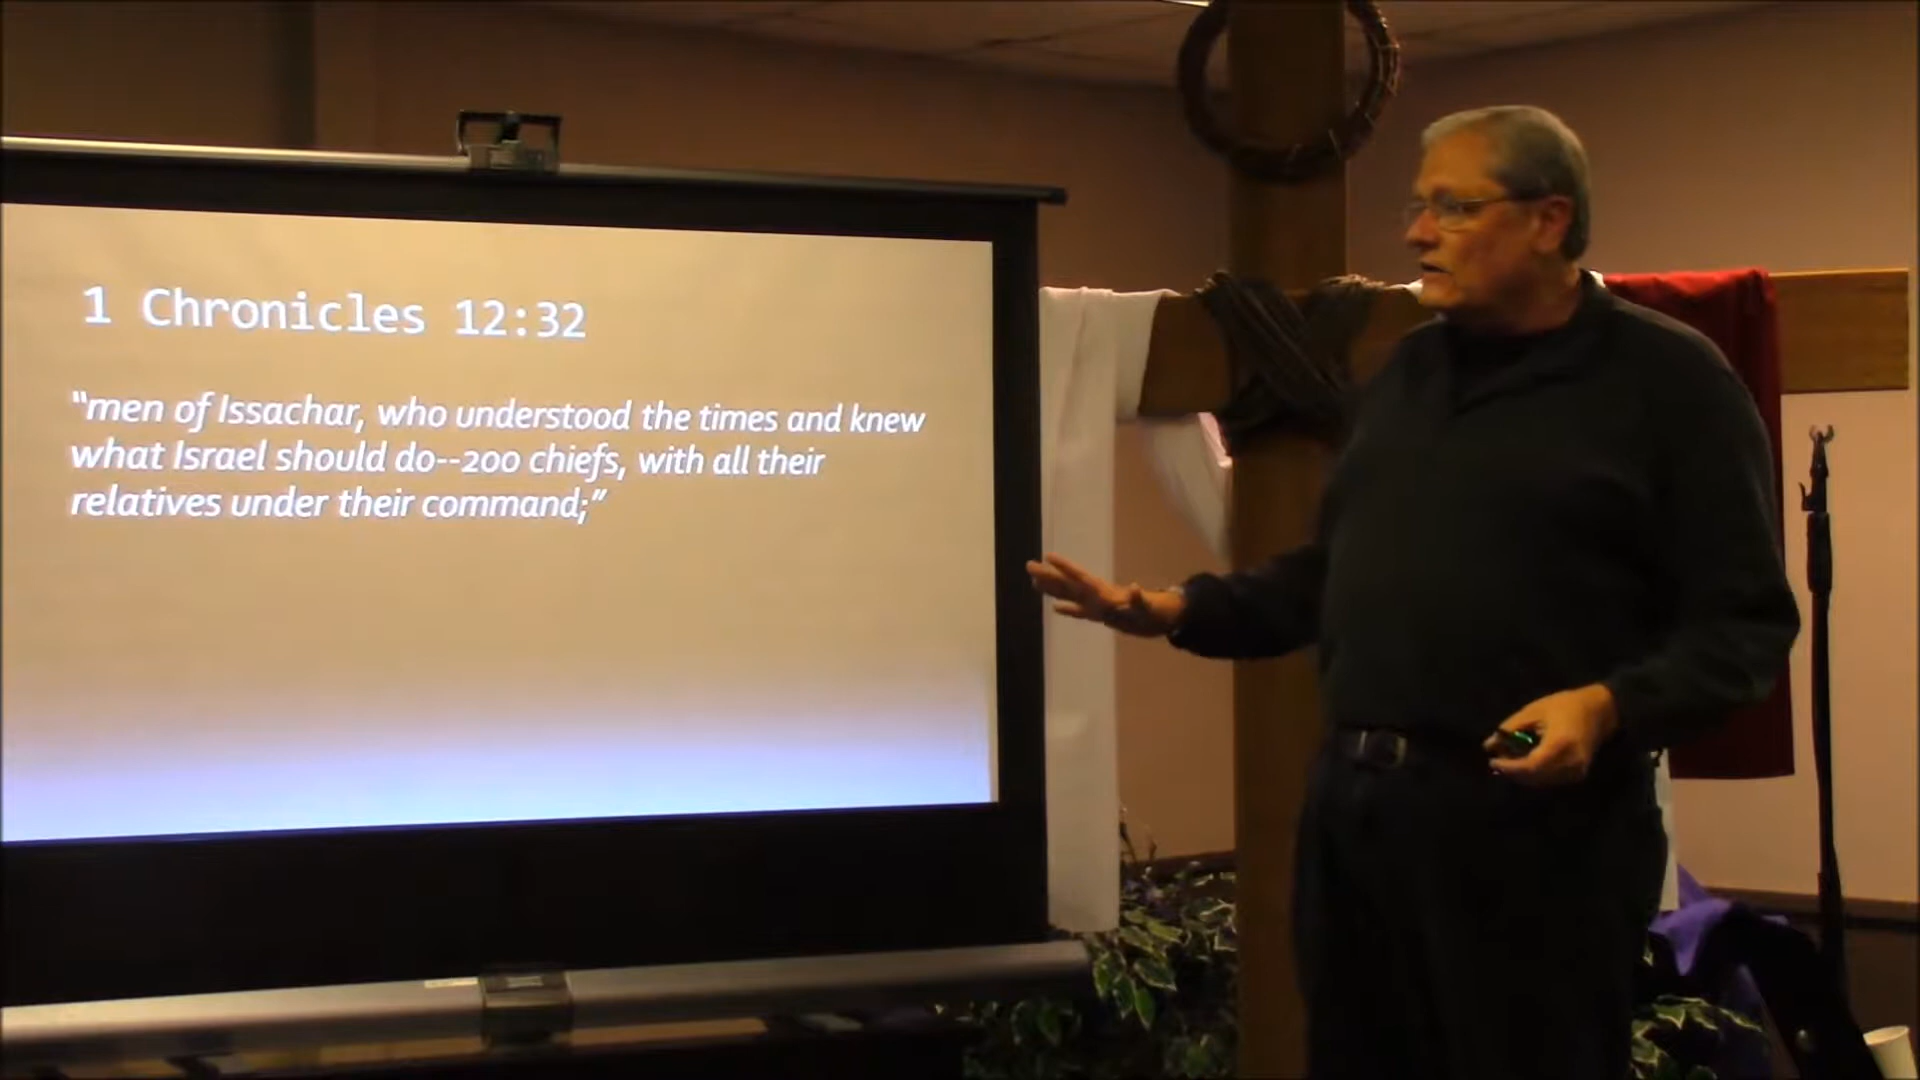 1 Chronicles 12:32
"men of Issachar, who understood the times and knew
what Israel should do--200 chiefs, with all their
relatives under their command;"